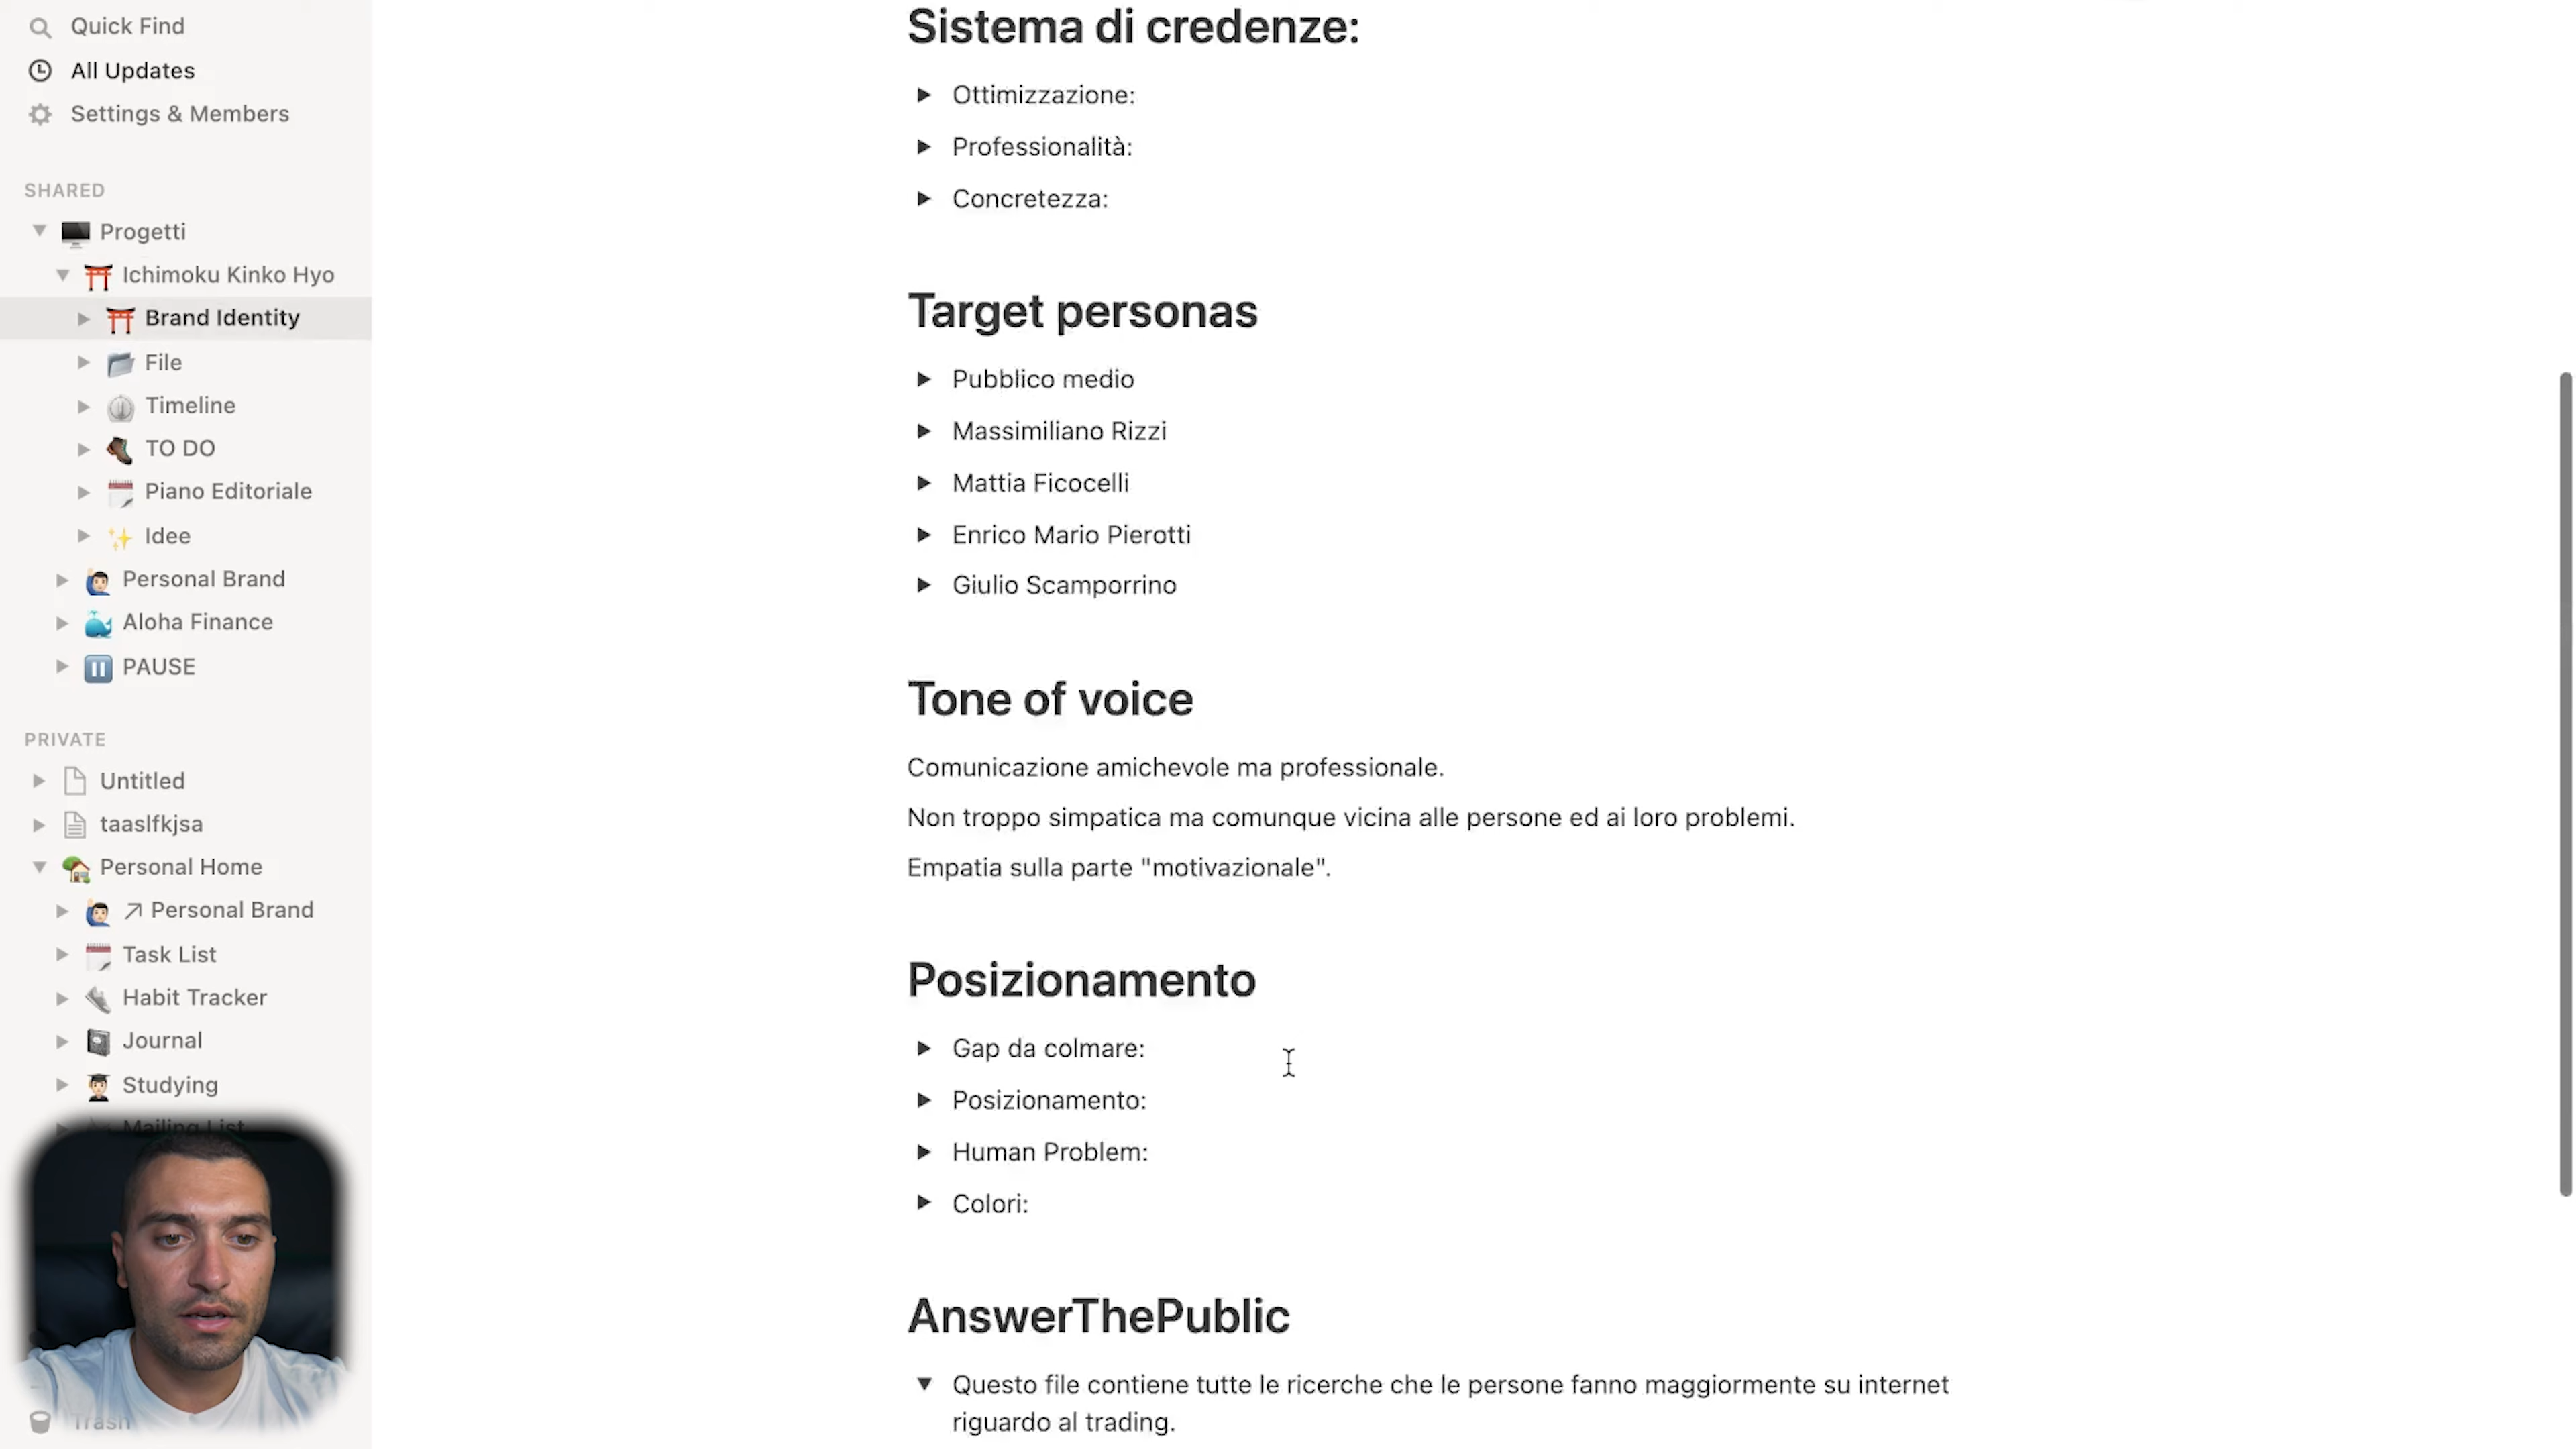 Quick Find
All Updates
Settings & Members
SHARED
Progetti
Ichimoku Kinko Hyo
Brand Identity
File
Timeline
TO DO
Piano Editoriale
Idee
Personal Brand
Aloha Finance
PAUSE
PRIVATE
Untitled
taaslfkjsa
Personal Home
Personal Brand
Task List
Habit Tracker
Journal
Studying
Mailing List
Trash
Sistema di credenze:
Ottimizzazione:
Professionalità:
Concretezza:
Target personas
Pubblico medio
Massimiliano Rizzi
Mattia Ficocelli
Enrico Mario Pierotti
Giulio Scamporrino
Tone of voice
Comunicazione amichevole ma professionale.
Non troppo simpatica ma comunque vicina alle persone ed ai loro problemi.
Empatia sulla parte "motivazionale".
Posizionamento
Gap da colmare:
Posizionamento:
Human Problem:
Colori:
AnswerThePublic
Questo file contiene tutte le ricerche che le persone fanno maggiormente su internet
riguardo al trading.